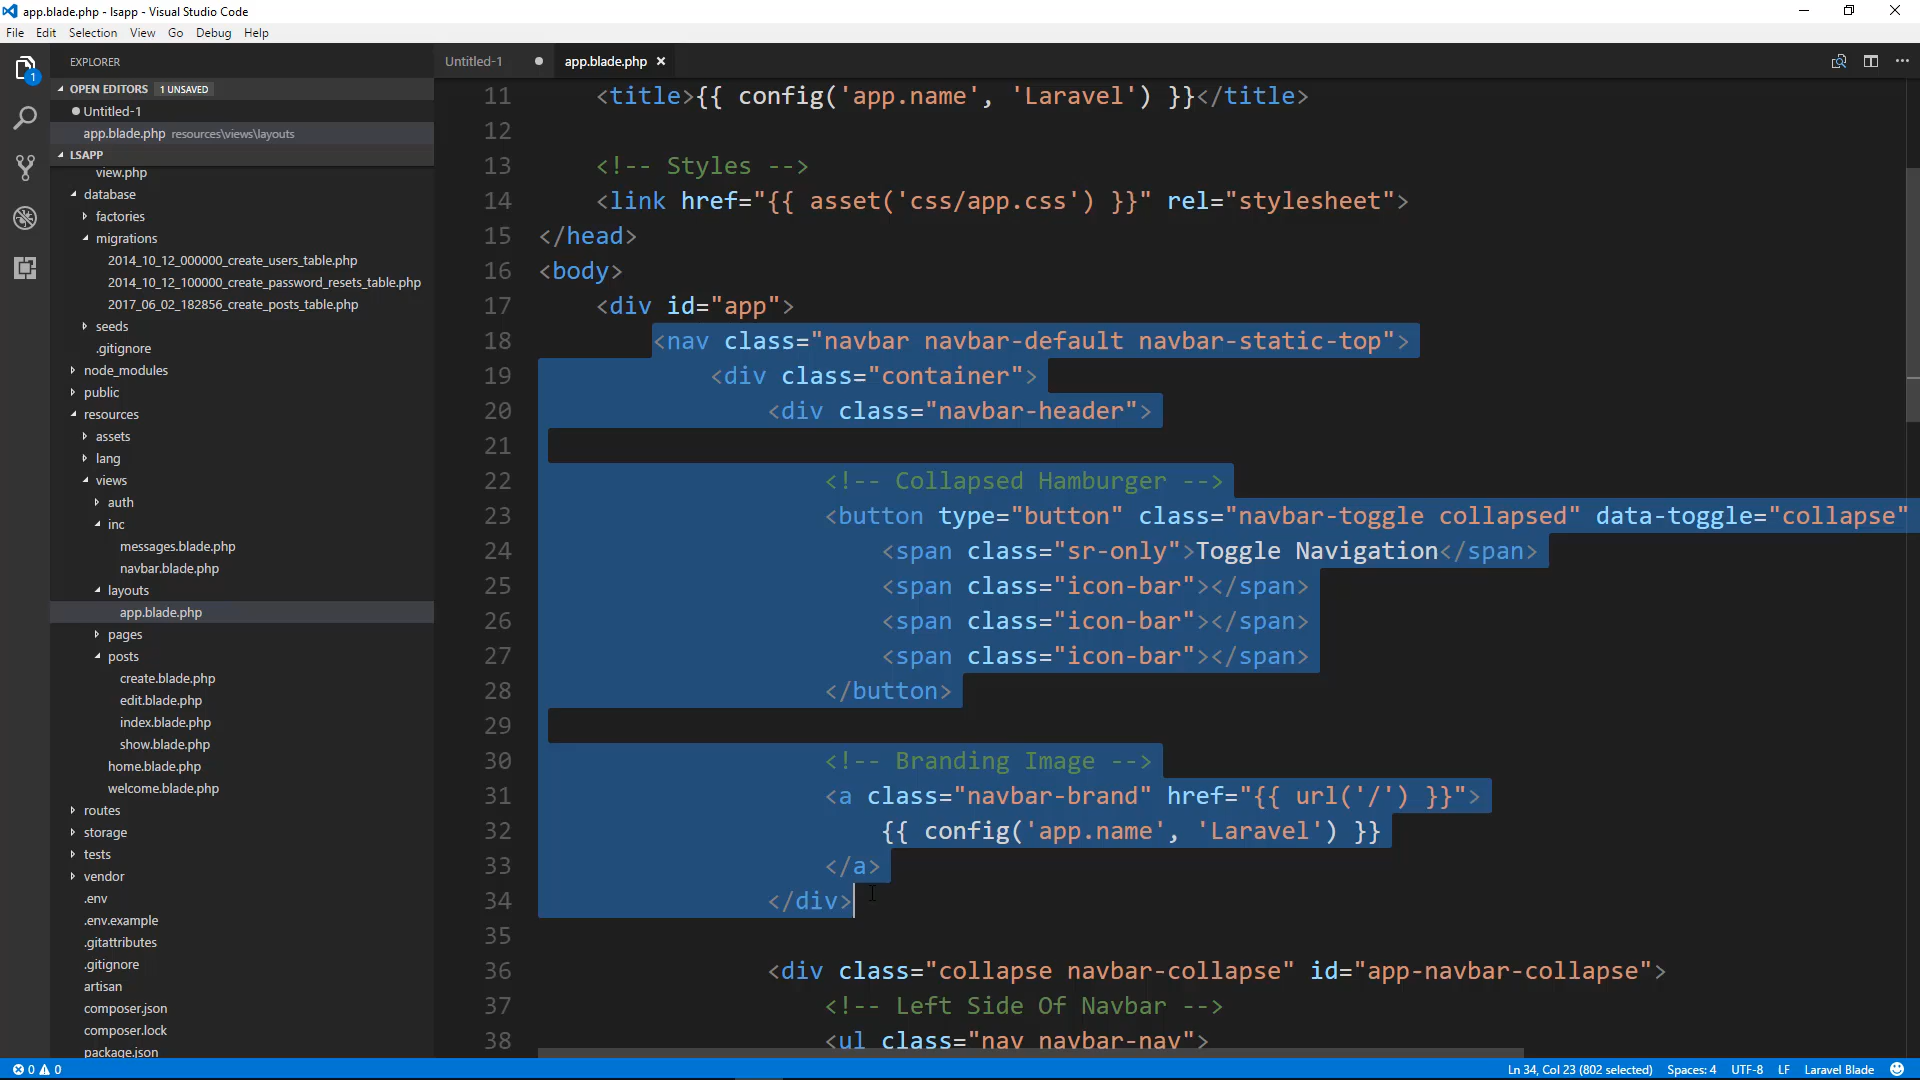 app.blade.php - lsapp - Visual Studio Code
File Edit Selection View Go Debug Help
EXPLORER
OPEN EDITORS 1 UNSAVED
Untitled-1
app.blade.php resources\views\layouts
LSAPP
view.php
database
factories
migrations
2014_10_12_000000_create_users_table.php
2014_10_12_100000_create_password_resets_table.php
2017_06_02_182856_create_posts_table.php
seeds
.gitignore
node_modules
public
resources
assets
lang
views
auth
inc
messages.blade.php
navbar.blade.php
layouts
app.blade.php
pages
posts
create.blade.php
edit.blade.php
index.blade.php
show.blade.php
home.blade.php
welcome.blade.php
routes
storage
tests
vendor
.env
.env.example
.gitattributes
.gitignore
artisan
composer.json
composer.lock
package.json
1
Untitled-1 app.blade.php
11 <title>{{ config('app.name', 'Laravel') }}</title>
12
13 <!-- Styles -->
14 <link href="{{ asset('css/app.css') }}" rel="stylesheet">
15 </head>
16 <body>
17 <div id="app">
18 <nav class="navbar navbar-default navbar-static-top">
19 <div class="container">
20 <div class="navbar-header">
21
22 <!-- Collapsed Hamburger -->
23 <button type="button" class="navbar-toggle collapsed" data-toggle="collapse"
24 <span class="sr-only">Toggle Navigation</span>
25 <span class="icon-bar"></span>
26 <span class="icon-bar"></span>
27 <span class="icon-bar"></span>
28 </button>
29
30 <!-- Branding Image -->
31 <a class="navbar-brand" href="{{ url('/') }}">
32 {{ config('app.name', 'Laravel') }}
33 </a>
34 </div>
35
36 <div class="collapse navbar-collapse" id="app-navbar-collapse">
37 <!-- Left Side Of Navbar -->
38 <ul class="nav navbar-nav">
0 0
Ln 34, Col 23 (802 selected) Spaces: 4 UTF-8 LF Laravel Blade